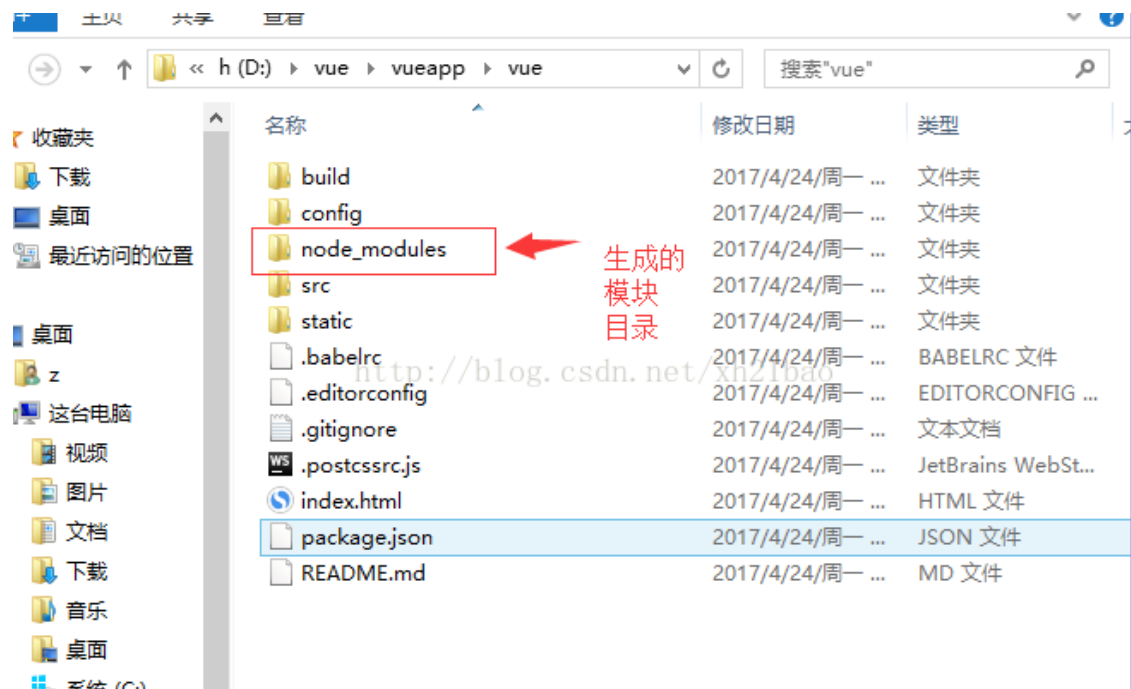 主页 共享 查看
« h (D:) vue vueapp vue
搜索"vue"
名称 修改日期 类型
收藏夹
下载
桌面
最近访问的位置
桌面
z
这台电脑
视频
图片
文档
下载
音乐
桌面
系统 (C:)
build 2017/4/24/周一 ... 文件夹
config 2017/4/24/周一 ... 文件夹
node_modules 2017/4/24/周一 ... 文件夹
src 2017/4/24/周一 ... 文件夹
static 2017/4/24/周一 ... 文件夹
.babelrc 2017/4/24/周一 ... BABELRC 文件
.editorconfig 2017/4/24/周一 ... EDITORCONFIG ...
.gitignore 2017/4/24/周一 ... 文本文档
.postcssrc.js 2017/4/24/周一 ... JetBrains WebSt...
index.html 2017/4/24/周一 ... HTML 文件
package.json 2017/4/24/周一 ... JSON 文件
README.md 2017/4/24/周一 ... MD 文件
生成的
模块
目录
http://blog.csdn.net/xh21bao
WS